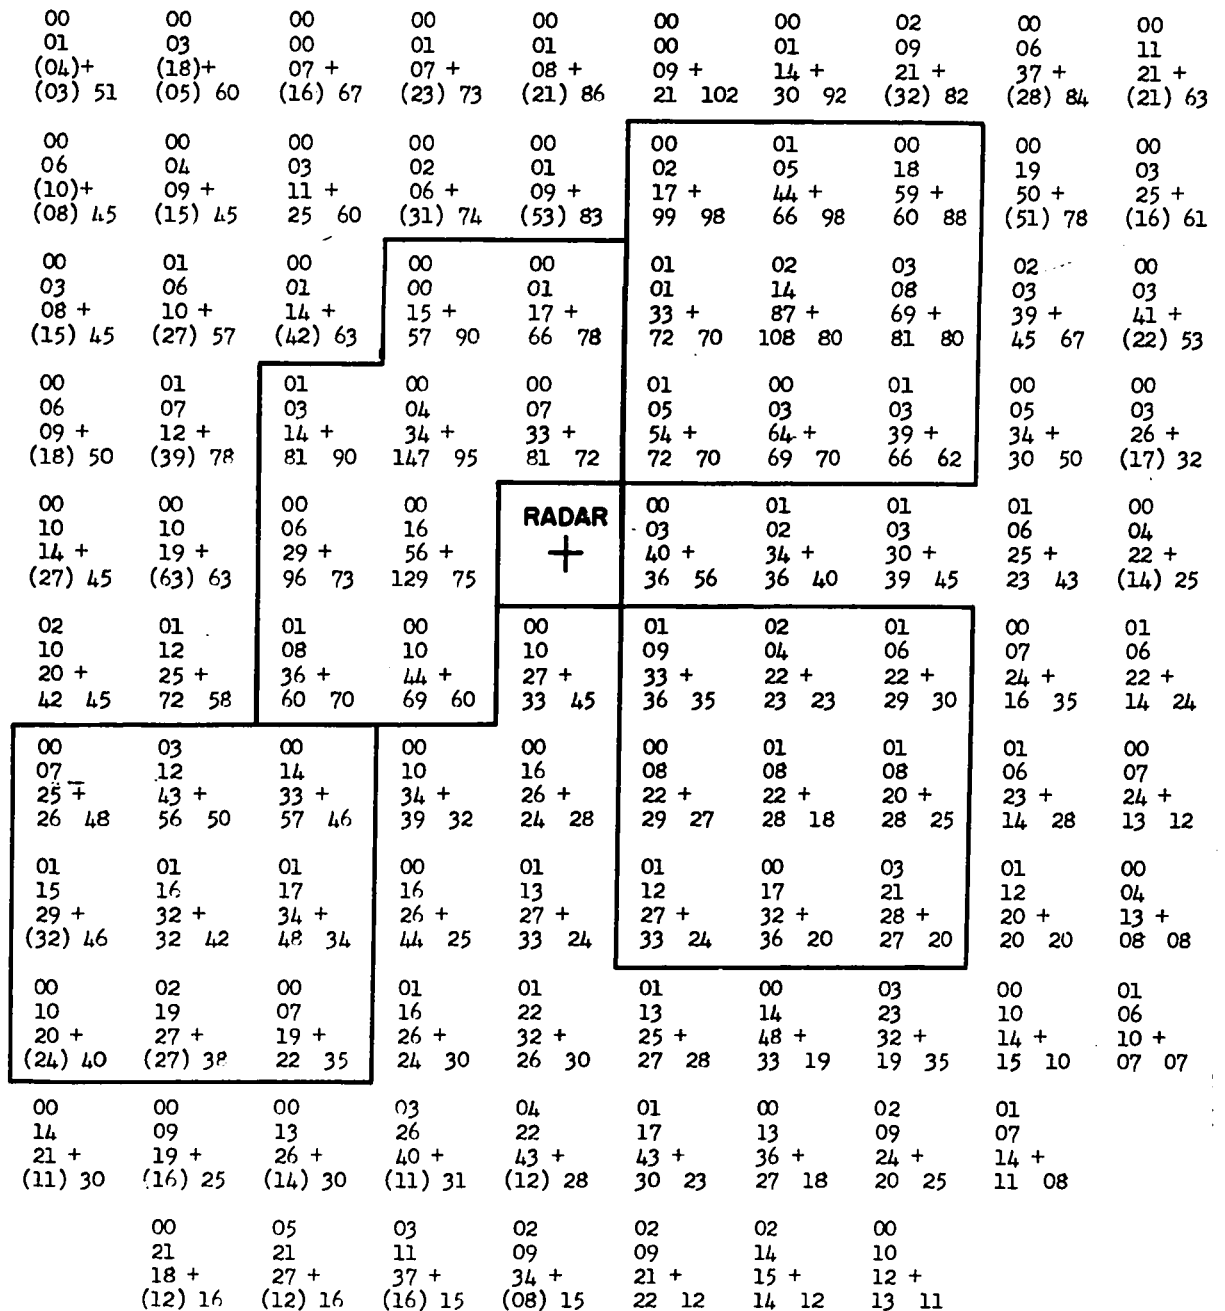 00 00 00 00 00 00 00 02 00 00
01 03 00 01 01 00 01 09 06 11
(04)+ (18)+ 07 + 07 + 08 + 09 + 14 + 21 + 37 + 21 +
(03) 51 (05) 60 (16) 67 (23) 73 (21) 86 21 102 30 92 (32) 82 (28) 84 (21) 63
00 00 00 00 00 00 01 00 00 00
06 04 03 02 01 02 05 18 19 03
(10)+ 09 + 11 + 06 + 09 + 17 + 44 + 59 + 50 + 25 +
(08) 45 (15) 45 25 60 (31) 74 (53) 83 99 98 66 98 60 88 (51) 78 (16) 61
00 01 00 00 00 01 02 03 02 00
03 06 01 00 01 01 14 08 03 03
08 + 10 + 14 + 15 + 17 + 33 + 87 + 69 + 39 + 41 +
(15) 45 (27) 57 (42) 63 57 90 66 78 72 70 108 80 81 80 45 67 (22) 53
00 01 01 00 00 01 00 01 00 00
06 07 03 04 07 05 03 03 05 03
09 + 12 + 14 + 34 + 33 + 54 + 64 + 39 + 34 + 26 +
(18) 50 (39) 78 81 90 147 95 81 72 72 70 69 70 66 62 30 50 (17) 32
00 00 00 00 RADAR 00 01 01 01 00
10 10 06 16 03 02 03 06 04
14 + 19 + 29 + 56 + + 40 + 34 + 30 + 25 + 22 +
(27) 45 (63) 63 96 73 129 75 36 56 36 40 39 45 23 43 (14) 25
02 01 01 00 00 01 02 01 00 01
10 12 08 10 10 09 04 06 07 06
20 + 25 + 36 + 44 + 27 + 33 + 22 + 22 + 24 + 22 +
42 45 72 58 60 70 69 60 33 45 36 35 23 23 29 30 16 35 14 24
00 03 00 00 00 00 01 01 01 00
07 12 14 10 16 08 08 08 06 07
25 + 43 + 33 + 34 + 26 + 22 + 22 + 20 + 23 + 24 +
26 48 56 50 57 46 39 32 24 28 29 27 28 18 28 25 14 28 13 12
01 01 01 00 01 01 00 03 01 00
15 16 17 16 13 12 17 21 12 04
29 + 32 + 34 + 26 + 27 + 27 + 32 + 28 + 20 + 13 +
(32) 46 32 42 48 34 44 25 33 24 33 24 36 20 27 20 20 20 08 08
00 02 00 01 01 01 00 03 00 01
10 19 07 16 22 13 14 23 10 06
20 + 27 + 19 + 26 + 32 + 25 + 48 + 32 + 14 + 10 +
(24) 40 (27) 38 22 35 24 30 26 30 27 28 33 19 19 35 15 10 07 07
00 00 00 03 04 01 00 02 01
14 09 13 26 22 17 13 09 07
21 + 19 + 26 + 40 + 43 + 43 + 36 + 24 + 14 +
(11) 30 (16) 25 (14) 30 (11) 31 (12) 28 30 23 27 18 20 25 11 08
00 05 03 02 02 02 00
21 21 11 09 09 14 10
18 + 27 + 37 + 34 + 21 + 15 + 12 +
(12) 16 (12) 16 (16) 15 (08) 15 22 12 14 12 13 11